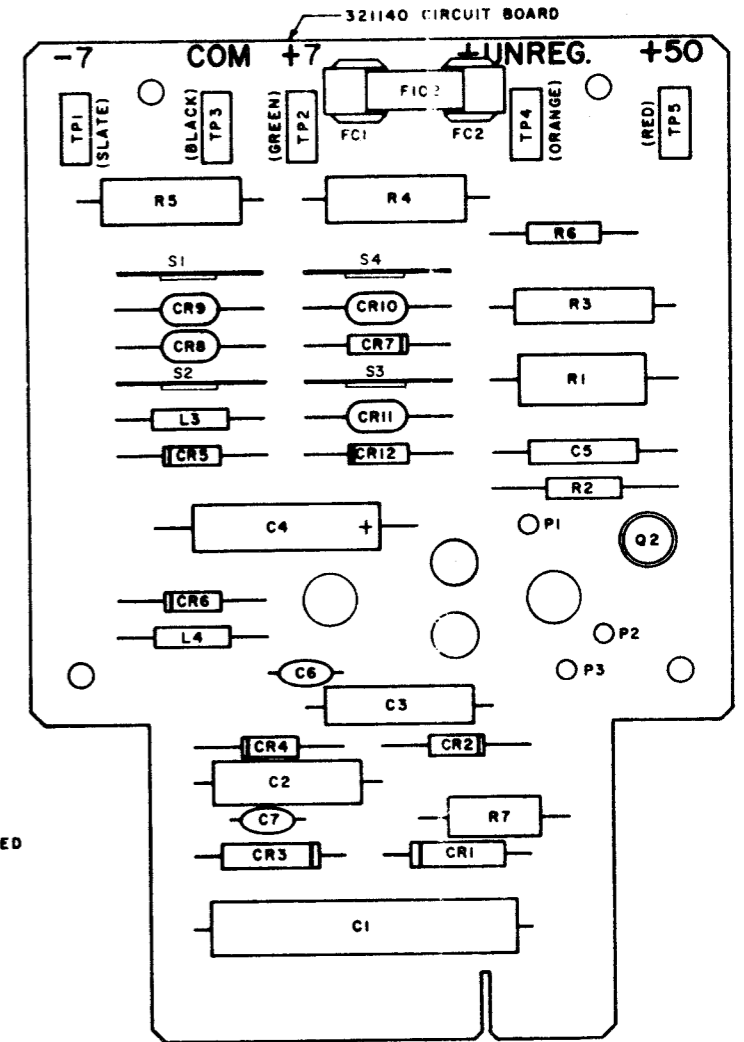 321140 CIRCUIT BOARD
-7 COM +7 +UNREG. +50
TP1 (SLATE) (BLACK) TP3 (GREEN) TP2 TP4 (ORANGE) (RED) TP5
FC1 FC2
R5 R4
R6
S1 S4
CR9 CR10 R3
CR8 CR7
S2 S3 R1
L3 CR11
CR5 CR12 C5
R2
C4 + P1 Q2
CR6
L4 P2
C6 P3
C3
CR4 CR2
C2
C7 R7
ED
CR3 CR1
C1